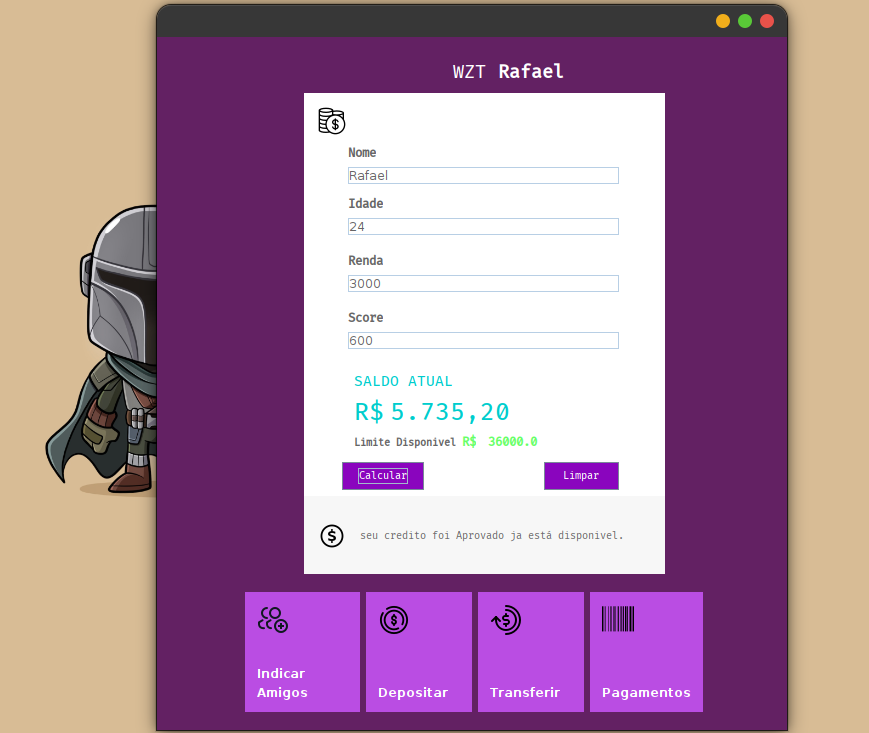 WZT Rafael
Nome
Rafael
Idade
24
Renda
3000
Score
600
SALDO ATUAL
R$ 5.735,20
Limite Disponivel R$ 36000.0
Calcular
Limpar
seu credito foi Aprovado ja está disponivel.
Indicar
Amigos
Depositar
Transferir
Pagamentos